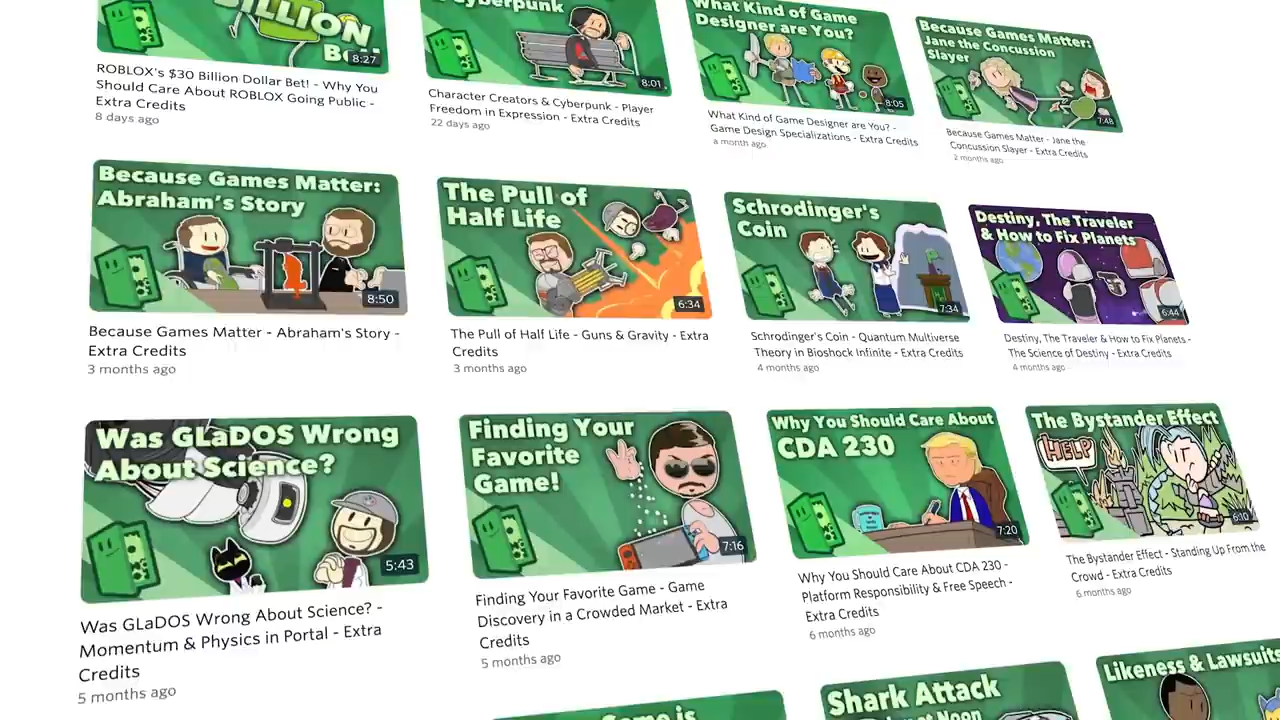 BILLION
8:27
ROBLOX's $30 Billion Dollar Bet! - Why You
Should Care About ROBLOX Going Public -
Extra Credits
8 days ago
Cyberpunk
8:01
Character Creators & Cyberpunk - Player
Freedom in Expression - Extra Credits
22 days ago
What Kind of Game
Designer are You?
8:05
What Kind of Game Designer are You? -
Game Design Specializations - Extra Credits
a month ago
Because Games Matter:
Jane the Concussion
Slayer
7:48
Because Games Matter - Jane the
Concussion Slayer - Extra Credits
2 months ago
Because Games Matter:
Abraham's Story
8:50
Because Games Matter - Abraham's Story -
Extra Credits
3 months ago
The Pull of
Half Life
6:34
The Pull of Half Life - Guns & Gravity - Extra
Credits
3 months ago
Schrodinger's
Coin
7:34
Schrodinger's Coin - Quantum Multiverse
Theory in Bioshock Infinite - Extra Credits
4 months ago
Destiny, The Traveler
& How to Fix Planets
6:44
Destiny, The Traveler & How to Fix Planets -
The Science of Destiny - Extra Credits
4 months ago
Was GLaDOS Wrong
About Science?
5:43
Was GLaDOS Wrong About Science? -
Momentum & Physics in Portal - Extra
Credits
5 months ago
Finding Your
Favorite
Game!
7:16
Finding Your Favorite Game - Game
Discovery in a Crowded Market - Extra
Credits
5 months ago
Why You Should Care About
CDA 230
7:20
Why You Should Care About CDA 230 -
Platform Responsibility & Free Speech -
Extra Credits
6 months ago
The Bystander Effect
HELP
6:10
The Bystander Effect - Standing Up From the
Crowd - Extra Credits
6 months ago
Game is
Shark Attack
at Noon
Likeness & Lawsuits